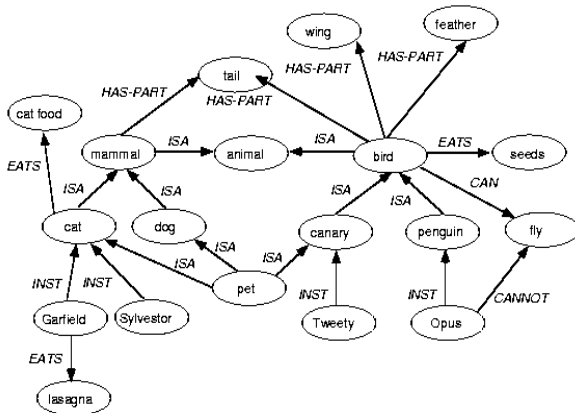 feather
wing
HAS-PART
HAS-PART
tail
HAS-PART
HAS-PART
cat food
mammal
ISA
animal
ISA
bird
EATS
seeds
EATS
ISA
ISA
ISA
ISA
CAN
cat
dog
ISA
ISA
ISA
canary
penguin
fly
pet
INST
INST
INST
INST
CANNOT
Garfield
Sylvestor
Tweety
Opus
EATS
lasagna